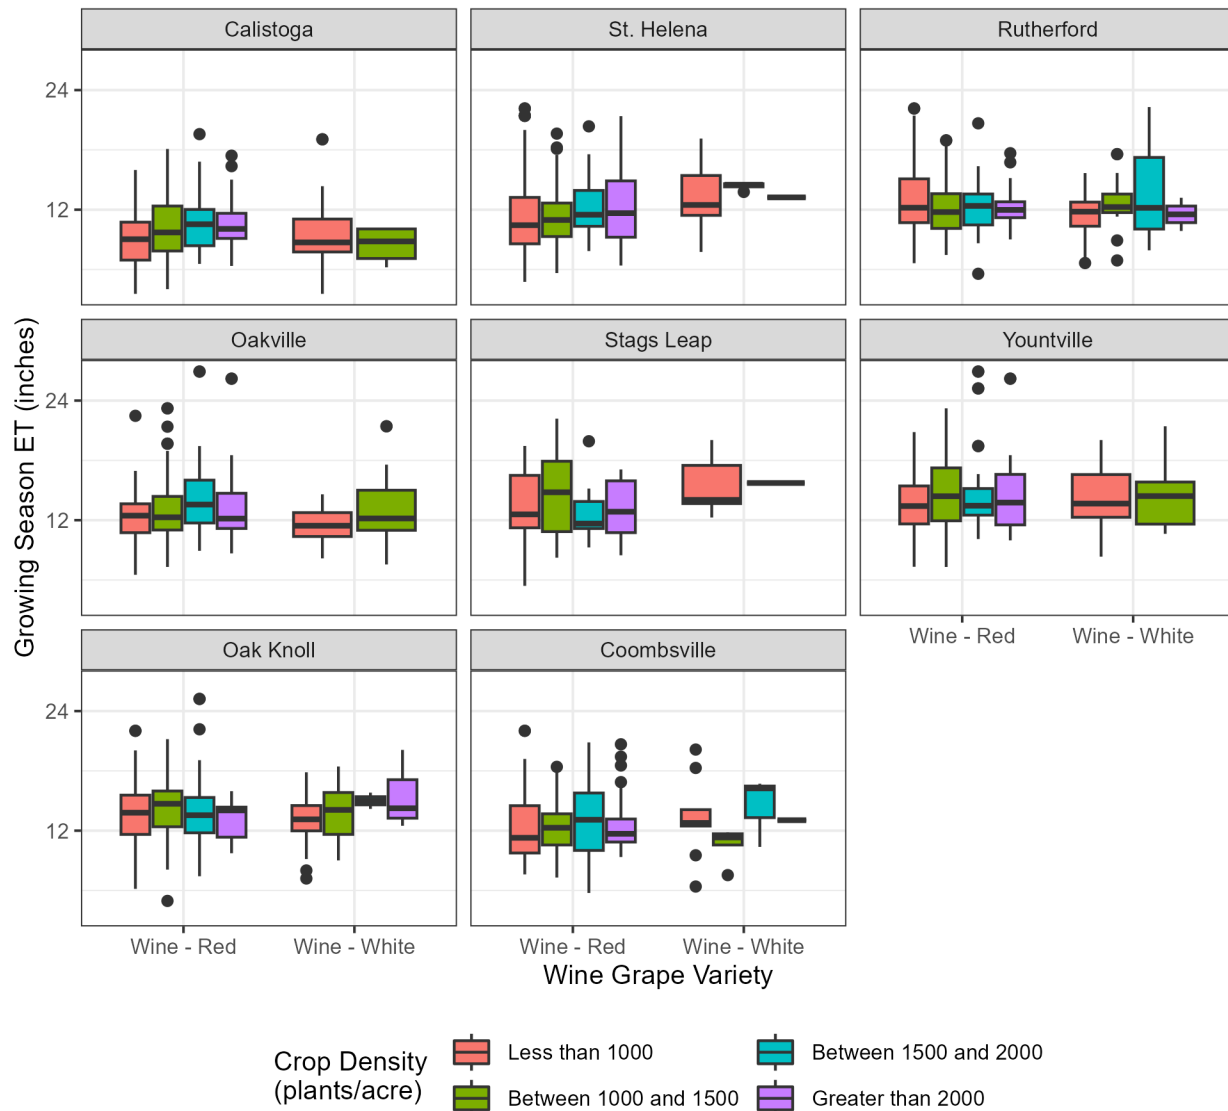 Calistoga
St. Helena
Rutherford
24
12
Oakville
Stags Leap
Yountville
24
12
Growing Season ET (inches)
Wine - Red
Wine - White
Oak Knoll
Coombsville
24
12
Wine - Red
Wine - White
Wine - Red
Wine - White
Wine Grape Variety
Crop Density
(plants/acre)
Less than 1000
Between 1000 and 1500
Between 1500 and 2000
Greater than 2000